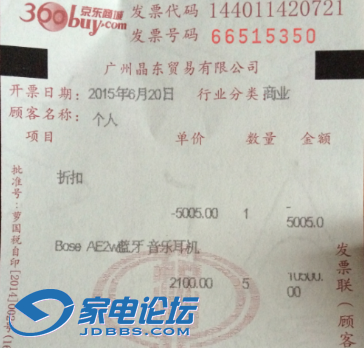 360buy.com 京东商城
发票代码 144011420721
发票号码 66515350
广州晶东贸易有限公司
开票日期: 2015年6月20日 行业分类 商业
顾客名称: 个人
项目 单价 数量 金额
折扣
-5005.00 1 -5005.0
Bose AE2w蓝牙音乐耳机
2100.00 5 10500.00
发票联
家电论坛
JDBBS.COM